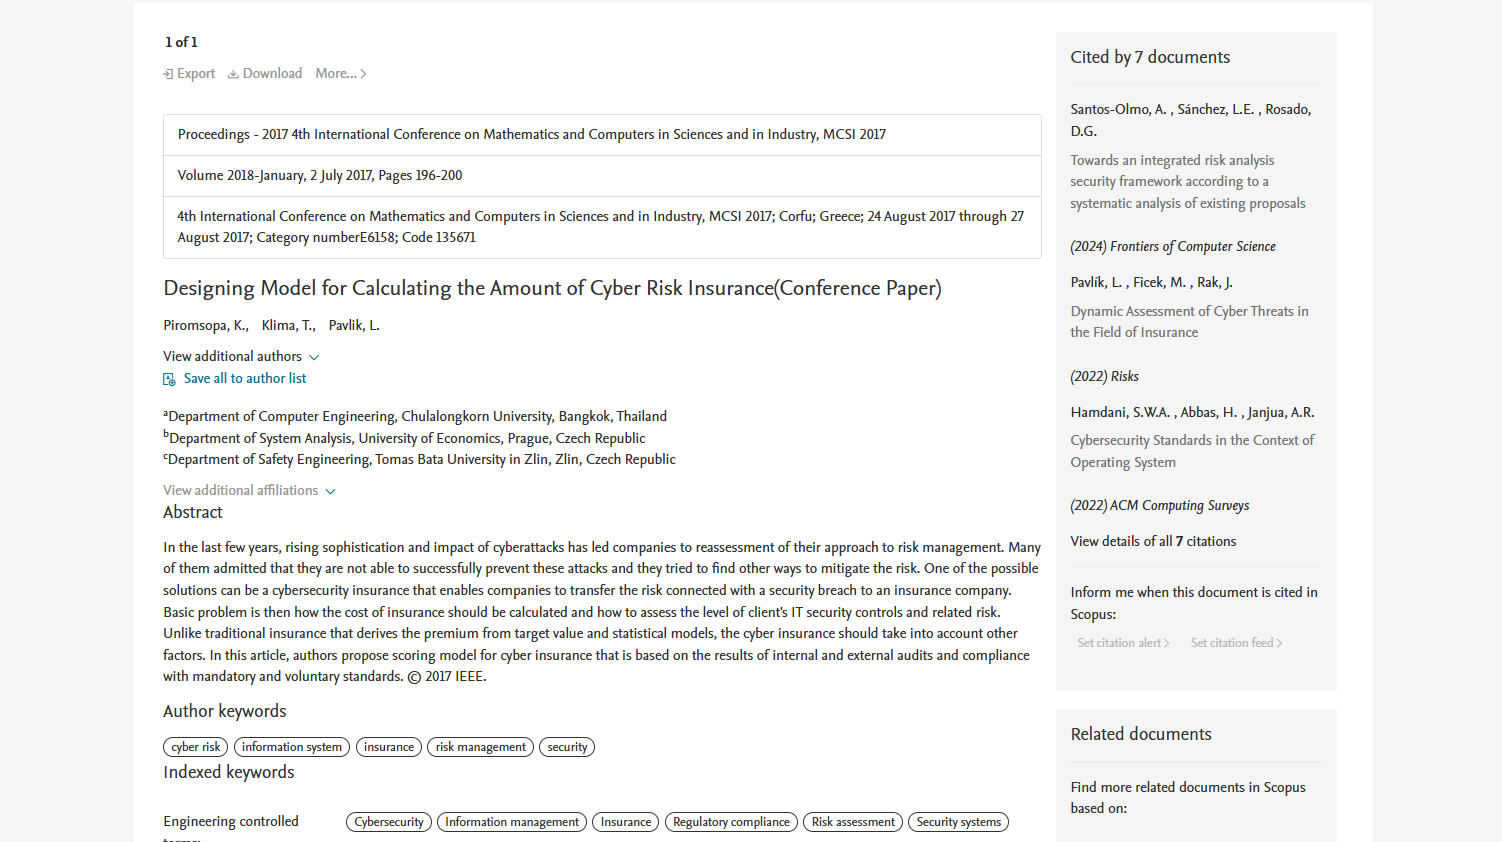 1 of 1
Export Download More...
Proceedings - 2017 4th International Conference on Mathematics and Computers in Sciences and in Industry, MCSI 2017
Volume 2018-January, 2 July 2017, Pages 196-200
4th International Conference on Mathematics and Computers in Sciences and in Industry, MCSI 2017; Corfu; Greece; 24 August 2017 through 27
August 2017; Category numberE6158; Code 135671
Designing Model for Calculating the Amount of Cyber Risk Insurance(Conference Paper)
Piromsopa, K., Klima, T., Pavlik, L.
View additional authors
Save all to author list
aDepartment of Computer Engineering, Chulalongkorn University, Bangkok, Thailand
bDepartment of System Analysis, University of Economics, Prague, Czech Republic
cDepartment of Safety Engineering, Tomas Bata University in Zlin, Zlin, Czech Republic
View additional affiliations
Abstract
In the last few years, rising sophistication and impact of cyberattacks has led companies to reassessment of their approach to risk management. Many
of them admitted that they are not able to successfully prevent these attacks and they tried to find other ways to mitigate the risk. One of the possible
solutions can be a cybersecurity insurance that enables companies to transfer the risk connected with a security breach to an insurance company.
Basic problem is then how the cost of insurance should be calculated and how to assess the level of client's IT security controls and related risk.
Unlike traditional insurance that derives the premium from target value and statistical models, the cyber insurance should take into account other
factors. In this article, authors propose scoring model for cyber insurance that is based on the results of internal and external audits and compliance
with mandatory and voluntary standards. © 2017 IEEE.
Author keywords
cyber risk information system insurance risk management security
Indexed keywords
Engineering controlled
terms:
Cybersecurity Information management Insurance Regulatory compliance Risk assessment Security systems
Cited by 7 documents
Santos-Olmo, A. , Sánchez, L.E. , Rosado,
D.G.
Towards an integrated risk analysis
security framework according to a
systematic analysis of existing proposals
(2024) Frontiers of Computer Science
Pavlík, L. , Ficek, M. , Rak, J.
Dynamic Assessment of Cyber Threats in
the Field of Insurance
(2022) Risks
Hamdani, S.W.A. , Abbas, H. , Janjua, A.R.
Cybersecurity Standards in the Context of
Operating System
(2022) ACM Computing Surveys
View details of all 7 citations
Inform me when this document is cited in
Scopus:
Set citation alert Set citation feed
Related documents
Find more related documents in Scopus
based on: